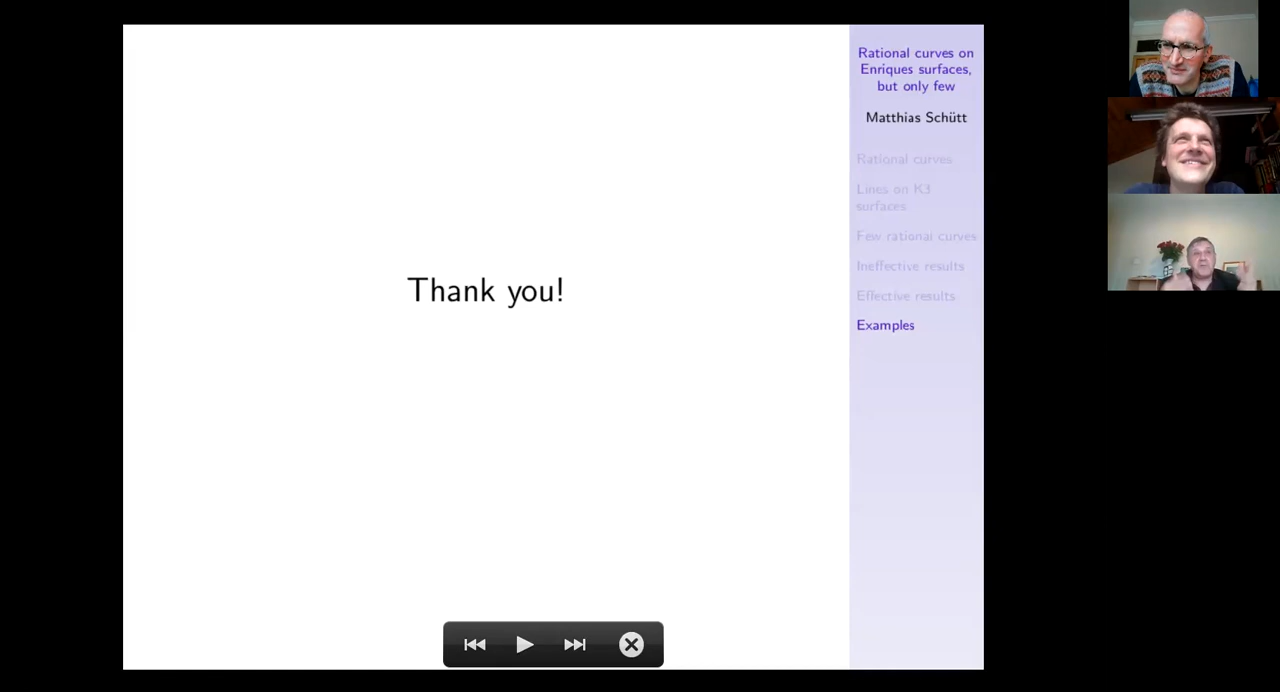 Thank you!
Rational curves on
Enriques surfaces,
but only few
Matthias Schütt
Rational curves
Lines on K3
surfaces
Few rational curves
Ineffective results
Effective results
Examples